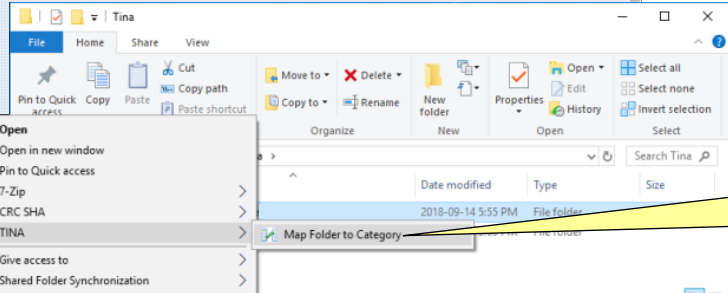 Tina
File Home Share View
Pin to Quick access
Copy
Paste
Cut
Copy path
Paste shortcut
Move to
Copy to
Delete
Rename
Organize
New folder
New
Properties
Open
Edit
History
Open
Select all
Select none
Invert selection
Select
Search Tina
Date modified Type Size
2018-09-14 5:55 PM File folder
File folder
Open
Open in new window
Pin to Quick access
7-Zip
CRC SHA
TINA
Map Folder to Category
Give access to
Shared Folder Synchronization